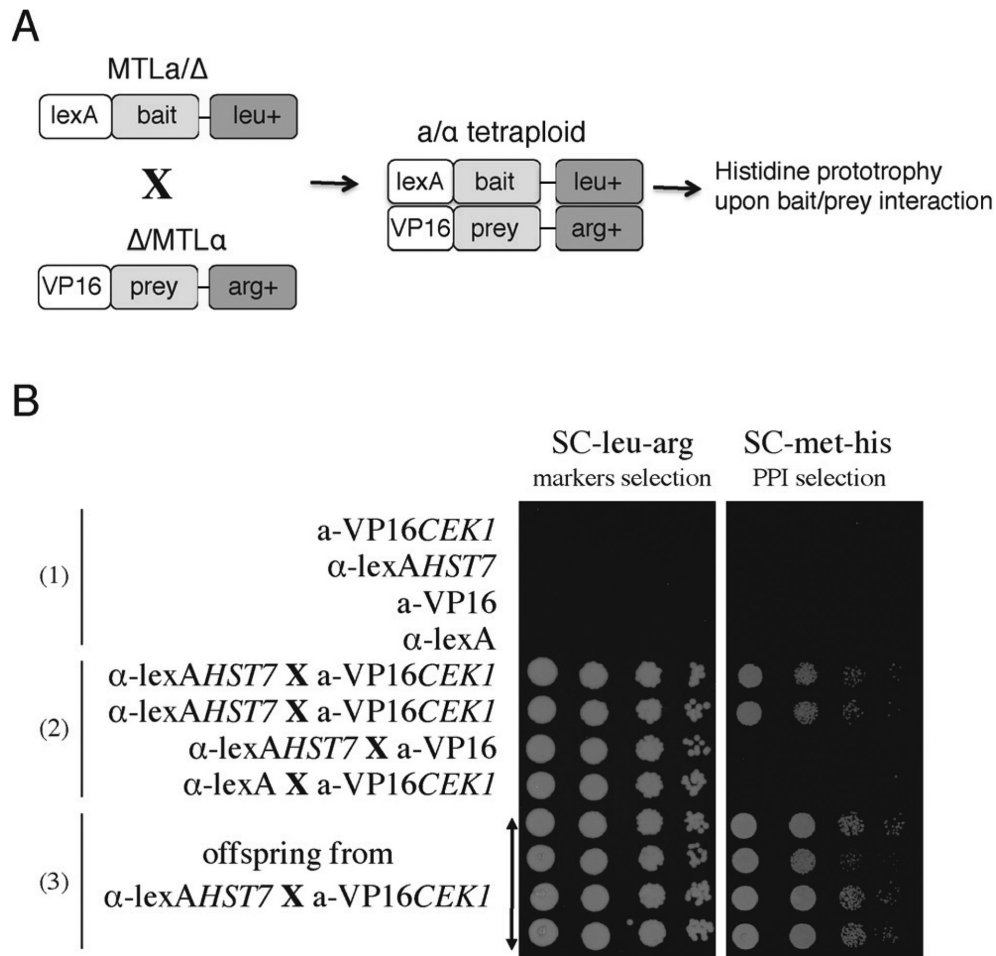 A
MTLa/Δ
lexA bait leu+
X
Δ/MTLα
VP16 prey arg+
a/α tetraploid
lexA bait leu+
VP16 prey arg+
Histidine prototrophy
upon bait/prey interaction
B
SC-leu-arg
markers selection
SC-met-his
PPI selection
(1)
a-VP16CEK1
α-lexAHST7
a-VP16
α-lexA
(2)
α-lexAHST7 X a-VP16CEK1
α-lexAHST7 X a-VP16CEK1
α-lexAHST7 X a-VP16
α-lexA X a-VP16CEK1
(3)
offspring from
α-lexAHST7 X a-VP16CEK1